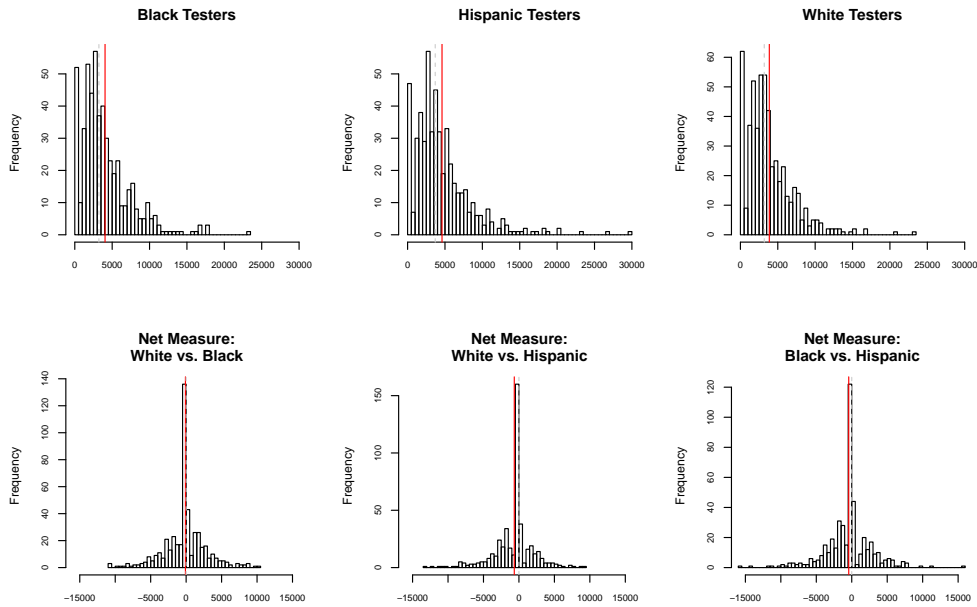 Black Testers
Frequency
0 10 20 30 40 50
0 5000 10000 15000 20000 25000 30000
Hispanic Testers
Frequency
0 10 20 30 40 50
0 5000 10000 15000 20000 25000 30000
White Testers
Frequency
0 10 20 30 40 50 60
0 5000 10000 15000 20000 25000 30000
Net Measure:
White vs. Black
Frequency
0 20 40 60 80 100 120 140
−15000 −5000 0 5000 10000 15000
Net Measure:
White vs. Hispanic
Frequency
0 50 100 150
−15000 −5000 0 5000 10000 15000
Net Measure:
Black vs. Hispanic
Frequency
0 20 40 60 80 100 120
−15000 −5000 0 5000 10000 15000